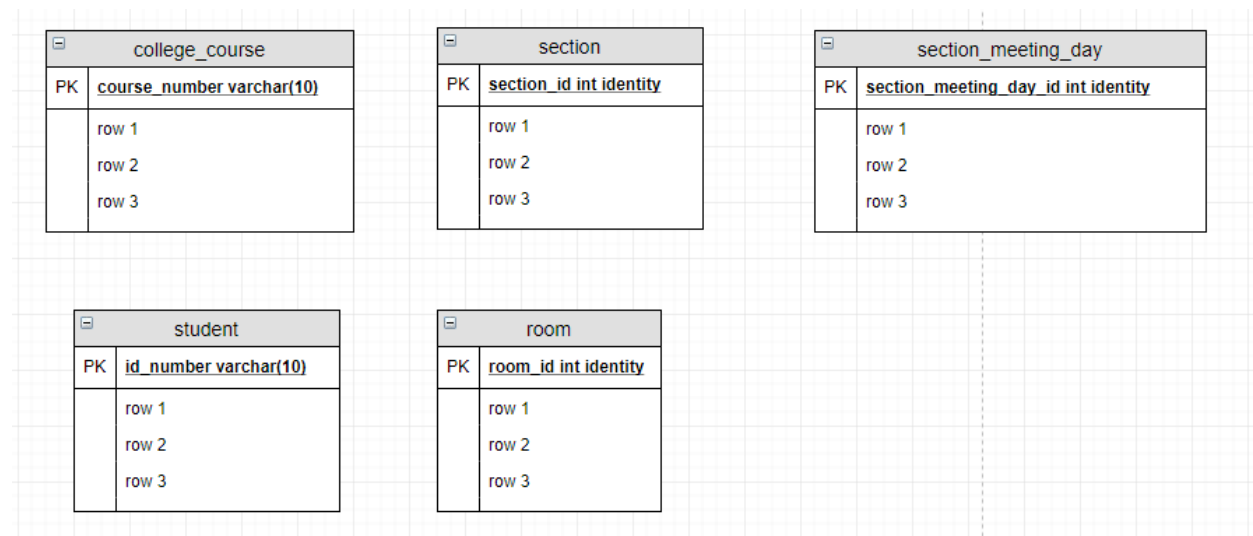 college_course
PK course_number varchar(10)
row 1
row 2
row 3
section
PK section_id int identity
row 1
row 2
row 3
section_meeting_day
PK section_meeting_day_id int identity
row 1
row 2
row 3
student
PK id_number varchar(10)
row 1
row 2
row 3
room
PK room_id int identity
row 1
row 2
row 3